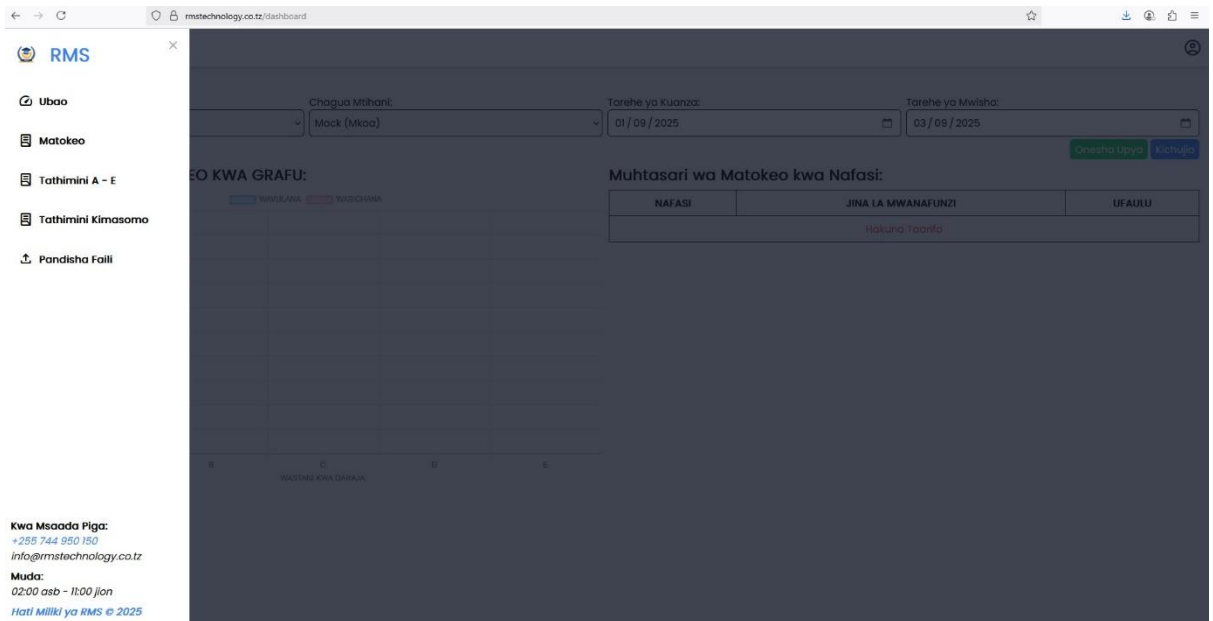 rmstechnology.co.tz/dashboard
RMS
Ubao
Matokeo
Tathimini A - E
Tathimini Kimasomo
Pandisha Faili
Kwa Msaada Piga:
+255 744 950 150
info@rmstechnology.co.tz
Muda:
02:00 asb - 11:00 jion
Hati Miliki ya RMS © 2025
Chagua Mtihani:
Mock (Mkoa)
Tarehe ya Kuanza:
01 / 09 / 2025
Tarehe ya Mwisho:
03 / 09 / 2025
Onesha Upya
Kichujio
EO KWA GRAFU:
WAVULANA WASICHANA
B C D E
WASTANI KWA DARAJA
Muhtasari wa Matokeo kwa Nafasi:
NAFASI JINA LA MWANAFUNZI UFAULU
Hakuna Taarifa